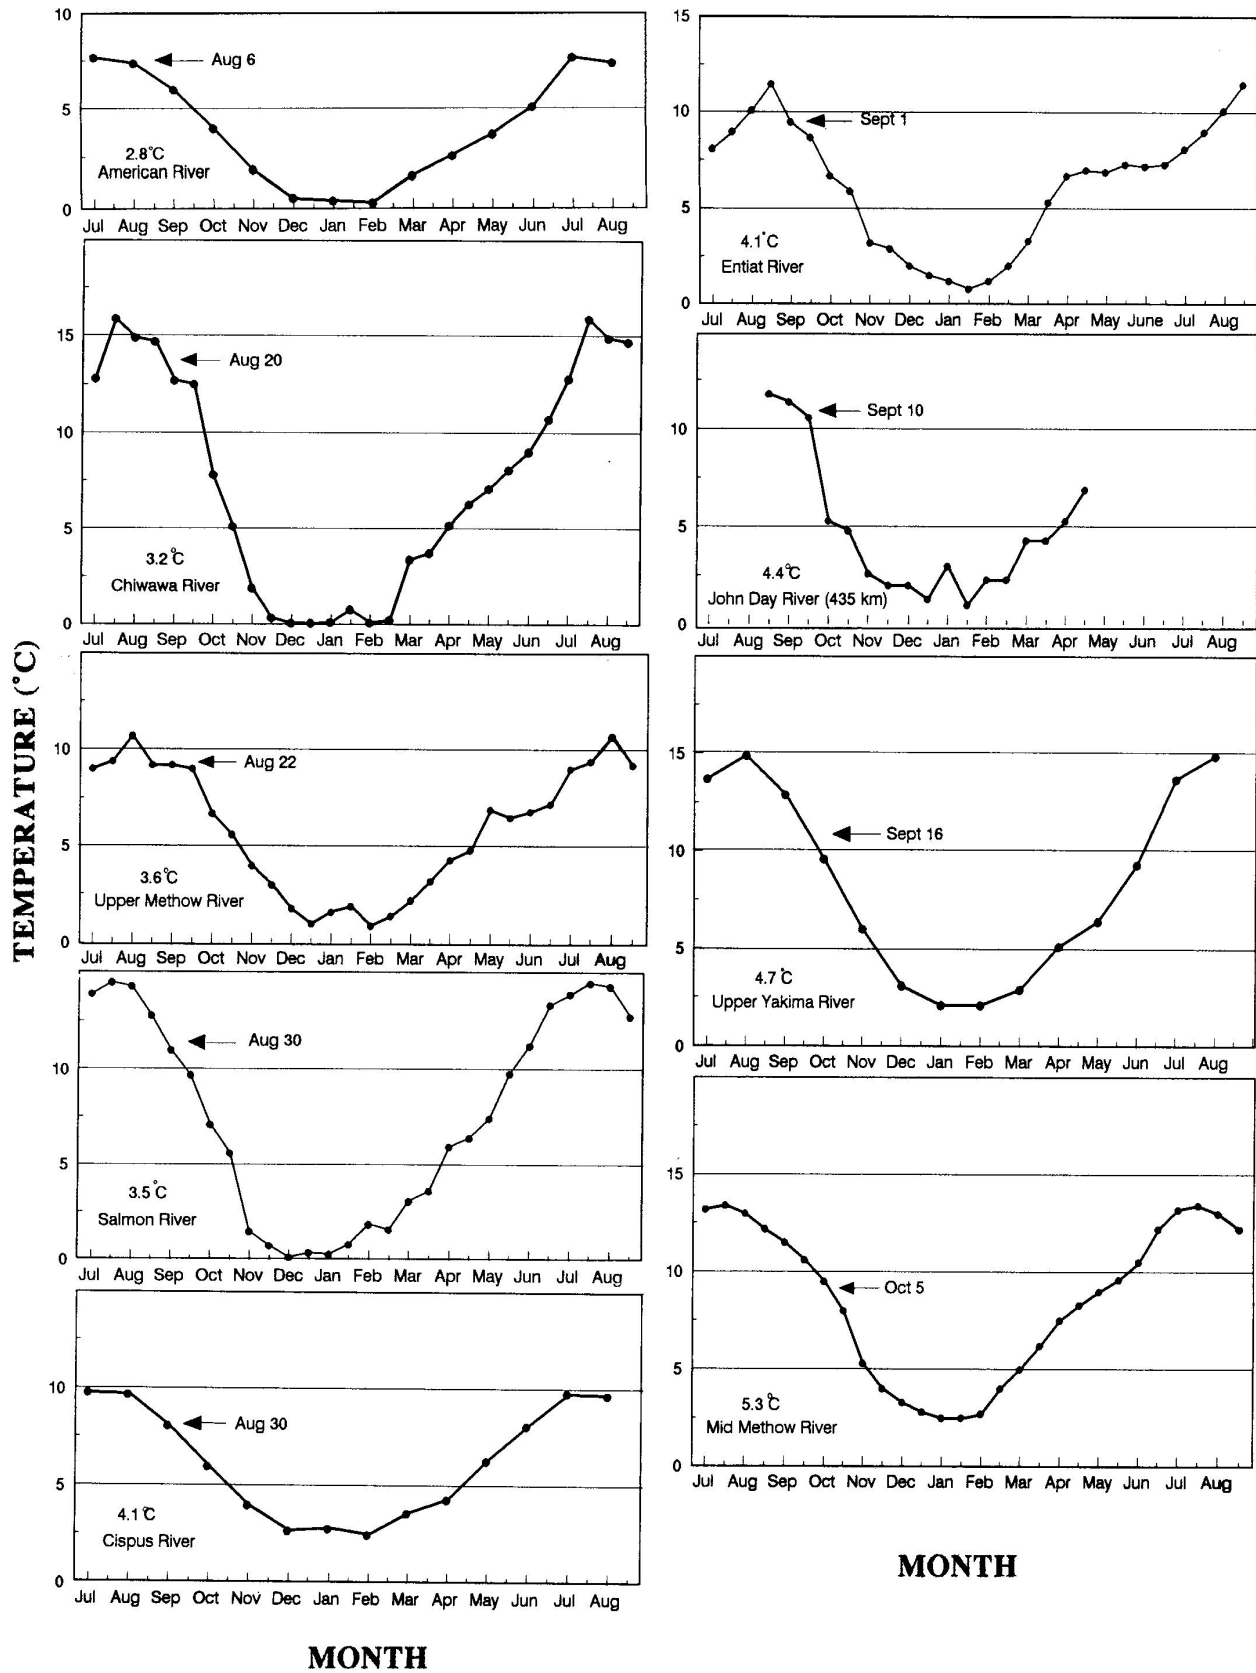 TEMPERATURE (°C)
10
5
0
Aug 6
2.8°C
American River
Jul Aug Sep Oct Nov Dec Jan Feb Mar Apr May Jun Jul Aug
15
10
5
0
Aug 20
3.2°C
Chiwawa River
Jul Aug Sep Oct Nov Dec Jan Feb Mar Apr May Jun Jul Aug
10
5
0
Aug 22
3.6°C
Upper Methow River
Jul Aug Sep Oct Nov Dec Jan Feb Mar Apr May Jun Jul Aug
10
5
0
Aug 30
3.5°C
Salmon River
Jul Aug Sep Oct Nov Dec Jan Feb Mar Apr May Jun Jul Aug
10
5
0
Aug 30
4.1°C
Cispus River
Jul Aug Sep Oct Nov Dec Jan Feb Mar Apr May Jun Jul Aug
MONTH
15
10
5
0
Sept 1
4.1°C
Entiat River
Jul Aug Sep Oct Nov Dec Jan Feb Mar Apr May June Jul Aug
10
5
0
Sept 10
4.4°C
John Day River (435 km)
Jul Aug Sep Oct Nov Dec Jan Feb Mar Apr May Jun Jul Aug
15
10
5
0
Sept 16
4.7°C
Upper Yakima River
Jul Aug Sep Oct Nov Dec Jan Feb Mar Apr May Jun Jul Aug
15
10
5
0
Oct 5
5.3°C
Mid Methow River
Jul Aug Sep Oct Nov Dec Jan Feb Mar Apr May Jun Jul Aug
MONTH